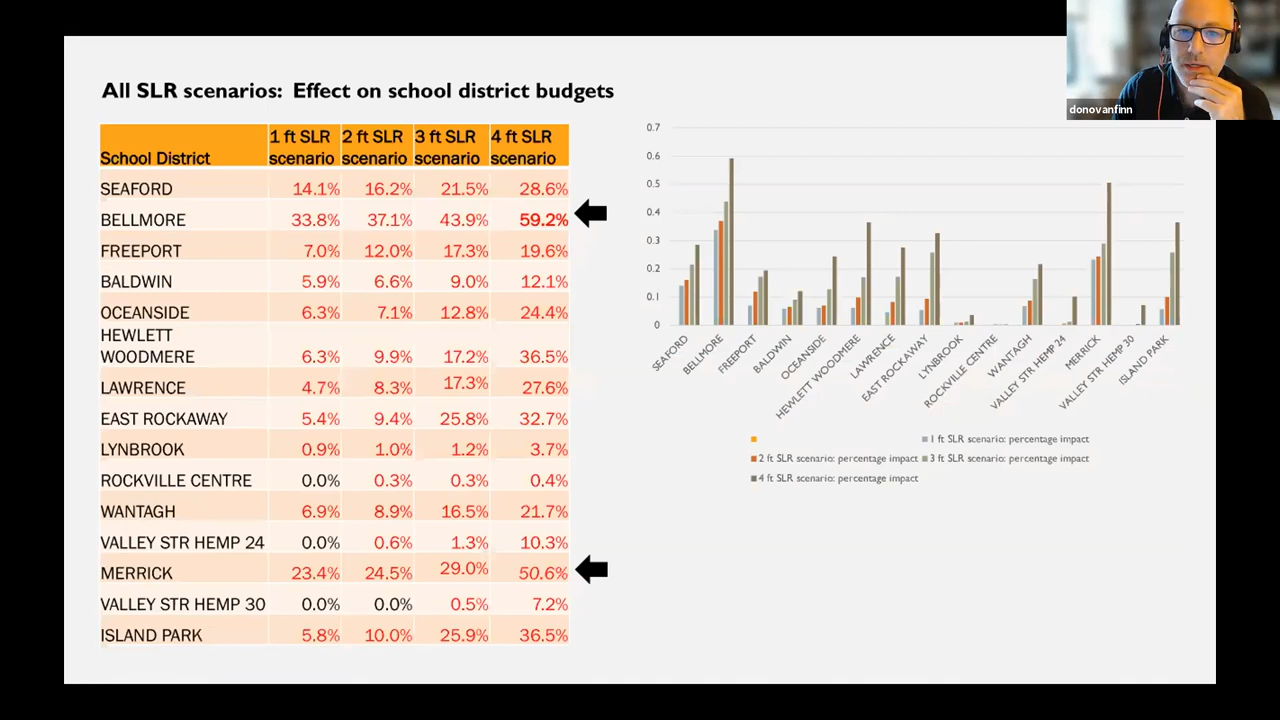 donovanfinn
All SLR scenarios: Effect on school district budgets
School District 1 ft SLR scenario 2 ft SLR scenario 3 ft SLR scenario 4 ft SLR scenario
SEAFORD 14.1% 16.2% 21.5% 28.6%
BELLMORE 33.8% 37.1% 43.9% 59.2%
FREEPORT 7.0% 12.0% 17.3% 19.6%
BALDWIN 5.9% 6.6% 9.0% 12.1%
OCEANSIDE 6.3% 7.1% 12.8% 24.4%
HEWLETT
WOODMERE 6.3% 9.9% 17.2% 36.5%
LAWRENCE 4.7% 8.3% 17.3% 27.6%
EAST ROCKAWAY 5.4% 9.4% 25.8% 32.7%
LYNBROOK 0.9% 1.0% 1.2% 3.7%
ROCKVILLE CENTRE 0.0% 0.3% 0.3% 0.4%
WANTAGH 6.9% 8.9% 16.5% 21.7%
VALLEY STR HEMP 24 0.0% 0.6% 1.3% 10.3%
MERRICK 23.4% 24.5% 29.0% 50.6%
VALLEY STR HEMP 30 0.0% 0.0% 0.5% 7.2%
ISLAND PARK 5.8% 10.0% 25.9% 36.5%
0.7
0.6
0.5
0.4
0.3
0.2
0.1
0
SEAFORD
BELLMORE
FREEPORT
BALDWIN
OCEANSIDE
HEWLETT WOODMERE
LAWRENCE
EAST ROCKAWAY
LYNBROOK
ROCKVILLE CENTRE
WANTAGH
VALLEY STR HEMP 24
MERRICK
VALLEY STR HEMP 30
ISLAND PARK
1 ft SLR scenario: percentage impact
2 ft SLR scenario: percentage impact 3 ft SLR scenario: percentage impact
4 ft SLR scenario: percentage impact